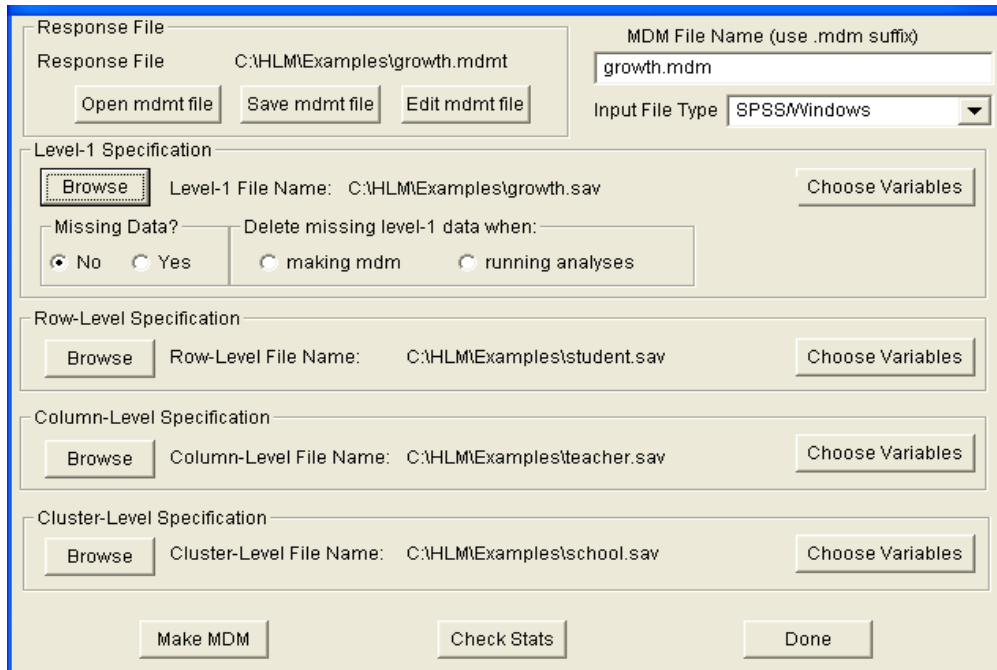 Response File
MDM File Name (use .mdm suffix)
Response File C:\HLM\Examples\growth.mdmt
growth.mdm
Open mdmt file Save mdmt file Edit mdmt file
Input File Type SPSS/Windows
Level-1 Specification
Browse Level-1 File Name: C:\HLM\Examples\growth.sav Choose Variables
Missing Data? Delete missing level-1 data when:
No Yes making mdm running analyses
Row-Level Specification
Browse Row-Level File Name: C:\HLM\Examples\student.sav Choose Variables
Column-Level Specification
Browse Column-Level File Name: C:\HLM\Examples\teacher.sav Choose Variables
Cluster-Level Specification
Browse Cluster-Level File Name: C:\HLM\Examples\school.sav Choose Variables
Make MDM Check Stats Done